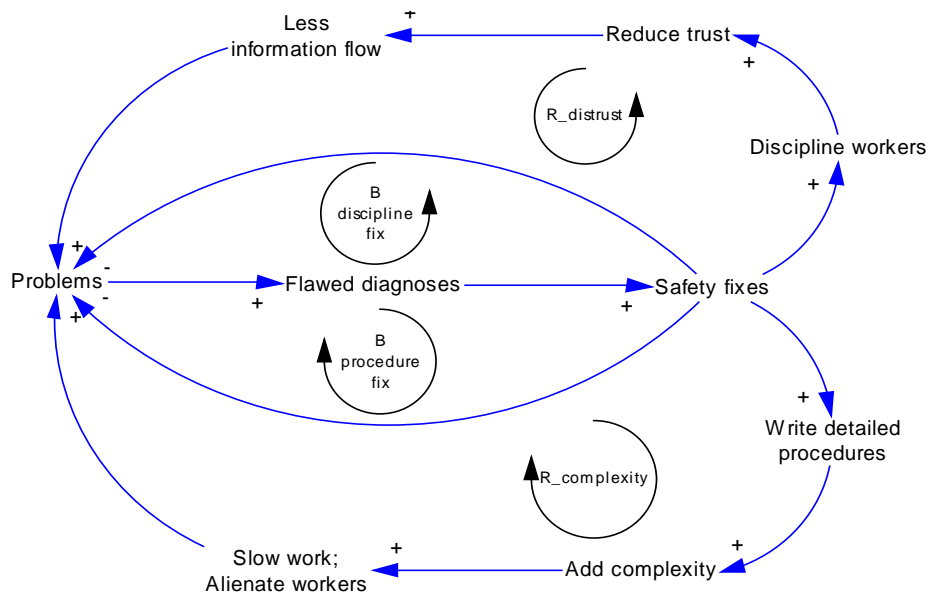 +
Less
information flow
Reduce trust
+
R_distrust
Discipline workers
+
B
discipline
fix
+
-
Problems
Flawed diagnoses
Safety fixes
+
+
-
+
B
procedure
fix
+
Write detailed
procedures
R_complexity
+
+
Slow work;
Alienate workers
Add complexity